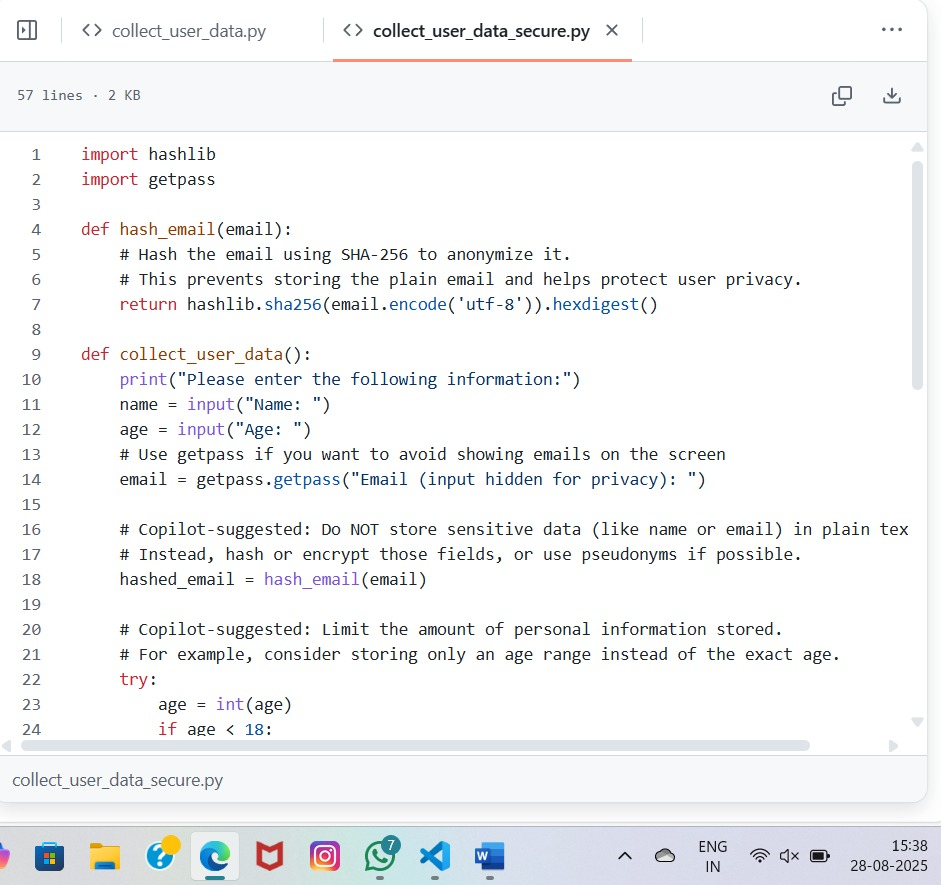 collect_user_data.py
collect_user_data_secure.py
57 lines · 2 KB
1 import hashlib
2 import getpass
3
4 def hash_email(email):
5 # Hash the email using SHA-256 to anonymize it.
6 # This prevents storing the plain email and helps protect user privacy.
7 return hashlib.sha256(email.encode('utf-8')).hexdigest()
8
9 def collect_user_data():
10 print("Please enter the following information:")
11 name = input("Name: ")
12 age = input("Age: ")
13 # Use getpass if you want to avoid showing emails on the screen
14 email = getpass.getpass("Email (input hidden for privacy): ")
15
16 # Copilot-suggested: Do NOT store sensitive data (like name or email) in plain tex
17 # Instead, hash or encrypt those fields, or use pseudonyms if possible.
18 hashed_email = hash_email(email)
19
20 # Copilot-suggested: Limit the amount of personal information stored.
21 # For example, consider storing only an age range instead of the exact age.
22 try:
23 age = int(age)
24 if age < 18:
collect_user_data_secure.py
7
W
ENG
IN
15:38
28-08-2025